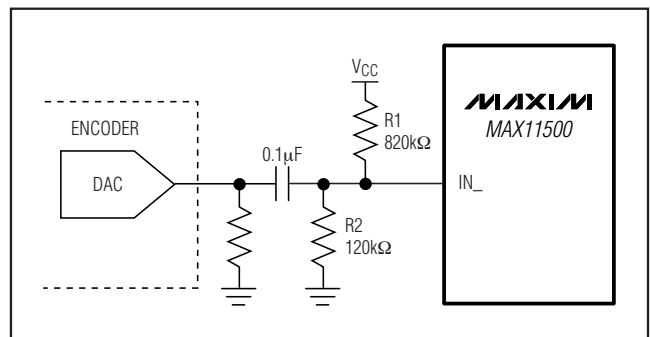 VCC
MAXIM
MAX11500
R1
820kΩ
ENCODER
0.1μF
DAC
IN_
R2
120kΩ